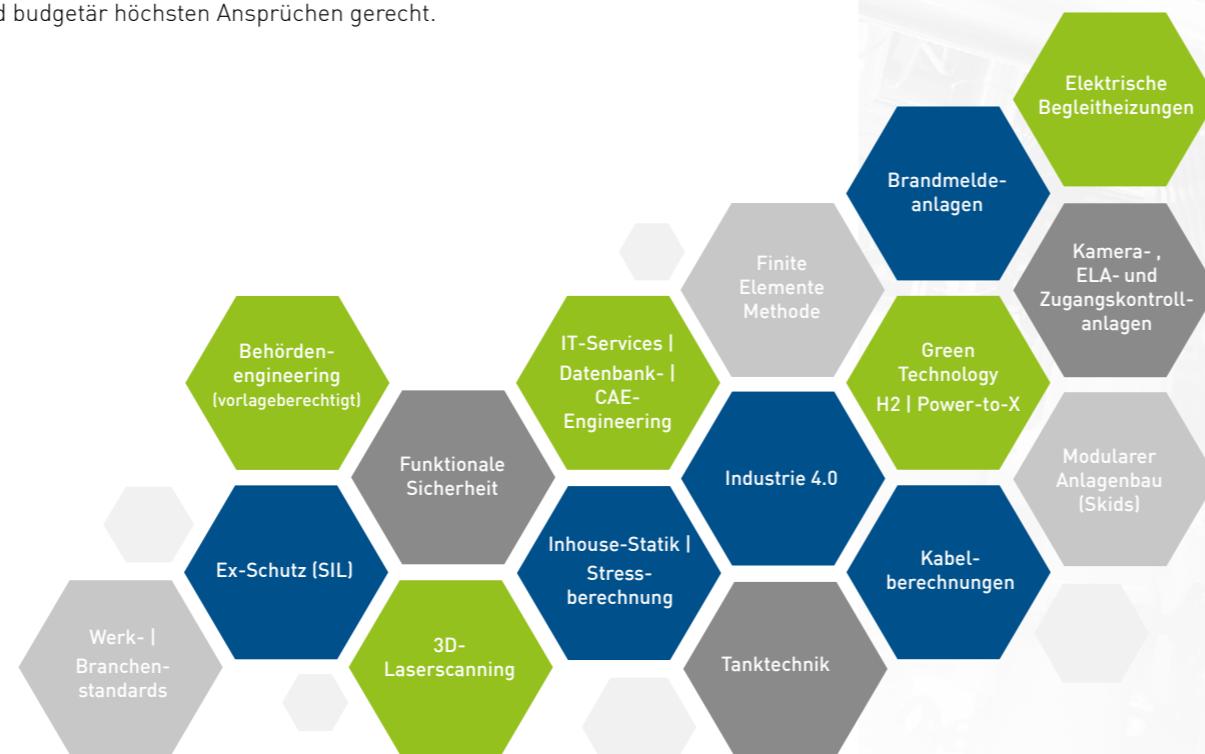 budgetär höchsten Ansprüchen gerecht.
Elektrische
Begleitheizungen
Brandmelde-
anlagen
Kamera- ,
ELA- und
Zugangskontroll-
anlagen
Finite
Elemente
Methode
Behörden-
engineering
(vorlageberechtigt)
IT-Services |
Datenbank- |
CAE-
Engineering
Green
Technology
H2 | Power-to-X
Funktionale
Sicherheit
Industrie 4.0
Modularer
Anlagenbau
(Skids)
Ex-Schutz (SIL)
Inhouse-Statik |
Stress-
berechnung
Kabel-
berechnungen
Werk- |
Branchen-
standards
3D-
Laserscanning
Tanktechnik